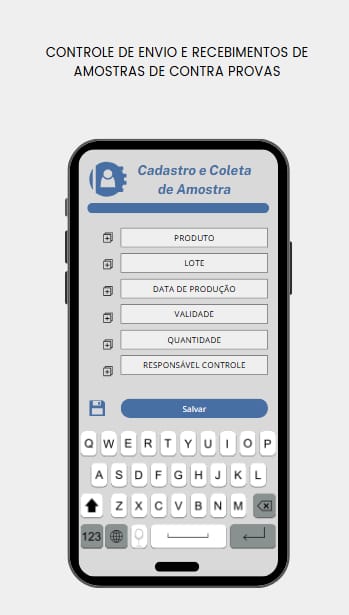 CONTROLE DE ENVIO E RECEBIMENTOS DE
AMOSTRAS DE CONTRA PROVAS
Cadastro e Coleta
de Amostra
PRODUTO
LOTE
DATA DE PRODUÇÃO
VALIDADE
QUANTIDADE
RESPONSÁVEL CONTROLE
Salvar
Q W E R T Y U I O P
A S D F G H J K L
Z X C V B N M
123